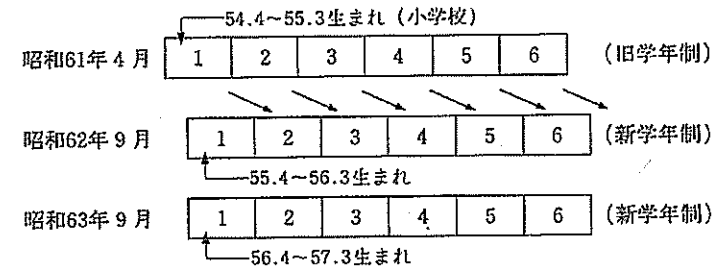 54.4~55.3生まれ（小学校）
昭和61年4月 1 2 3 4 5 6 （旧学年制）
昭和62年9月 1 2 3 4 5 6 （新学年制）
55.4~56.3生まれ
昭和63年9月 1 2 3 4 5 6 （新学年制）
56.4~57.3生まれ